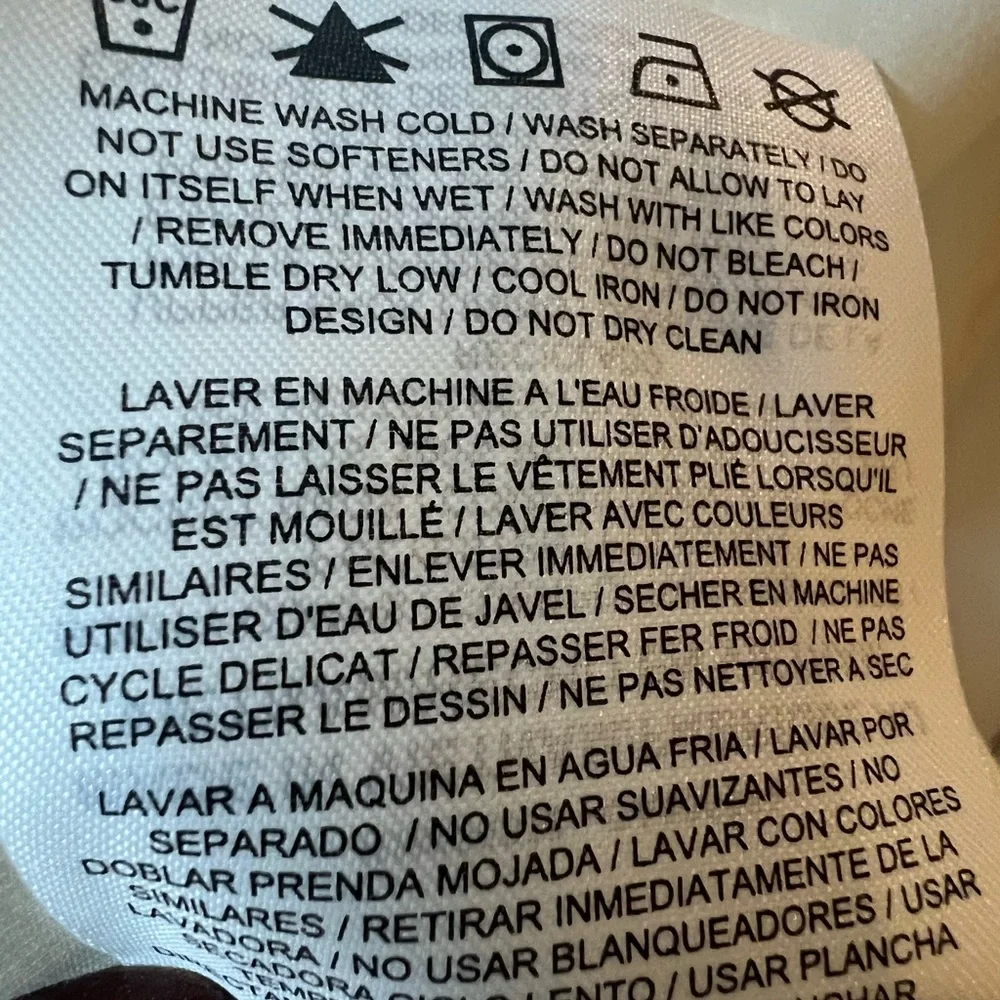 MACHINE WASH COLD / WASH SEPARATELY / DO
NOT USE SOFTENERS / DO NOT ALLOW TO LAY
ON ITSELF WHEN WET / WASH WITH LIKE COLORS
/ REMOVE IMMEDIATELY / DO NOT BLEACH /
TUMBLE DRY LOW / COOL IRON / DO NOT IRON
DESIGN / DO NOT DRY CLEAN
LAVER EN MACHINE A L'EAU FROIDE / LAVER
SEPAREMENT / NE PAS UTILISER D'ADOUCISSEUR
/ NE PAS LAISSER LE VÊTEMENT PLIÉ LORSQU'IL
EST MOUILLÉ / LAVER AVEC COULEURS
SIMILAIRES / ENLEVER IMMEDIATEMENT / NE PAS
UTILISER D'EAU DE JAVEL / SECHER EN MACHINE
CYCLE DELICAT / REPASSER FER FROID / NE PAS
REPASSER LE DESSIN / NE PAS NETTOYER A SEC
LAVAR A MAQUINA EN AGUA FRIA / LAVAR POR
SEPARADO / NO USAR SUAVIZANTES / NO
DOBLAR PRENDA MOJADA / LAVAR CON COLORES
SIMILARES / RETIRAR INMEDIATAMENTE DE LA
LAVADORA / NO USAR BLANQUEADORES / USAR
SECADORA CICLO LENTO / USAR PLANCHA